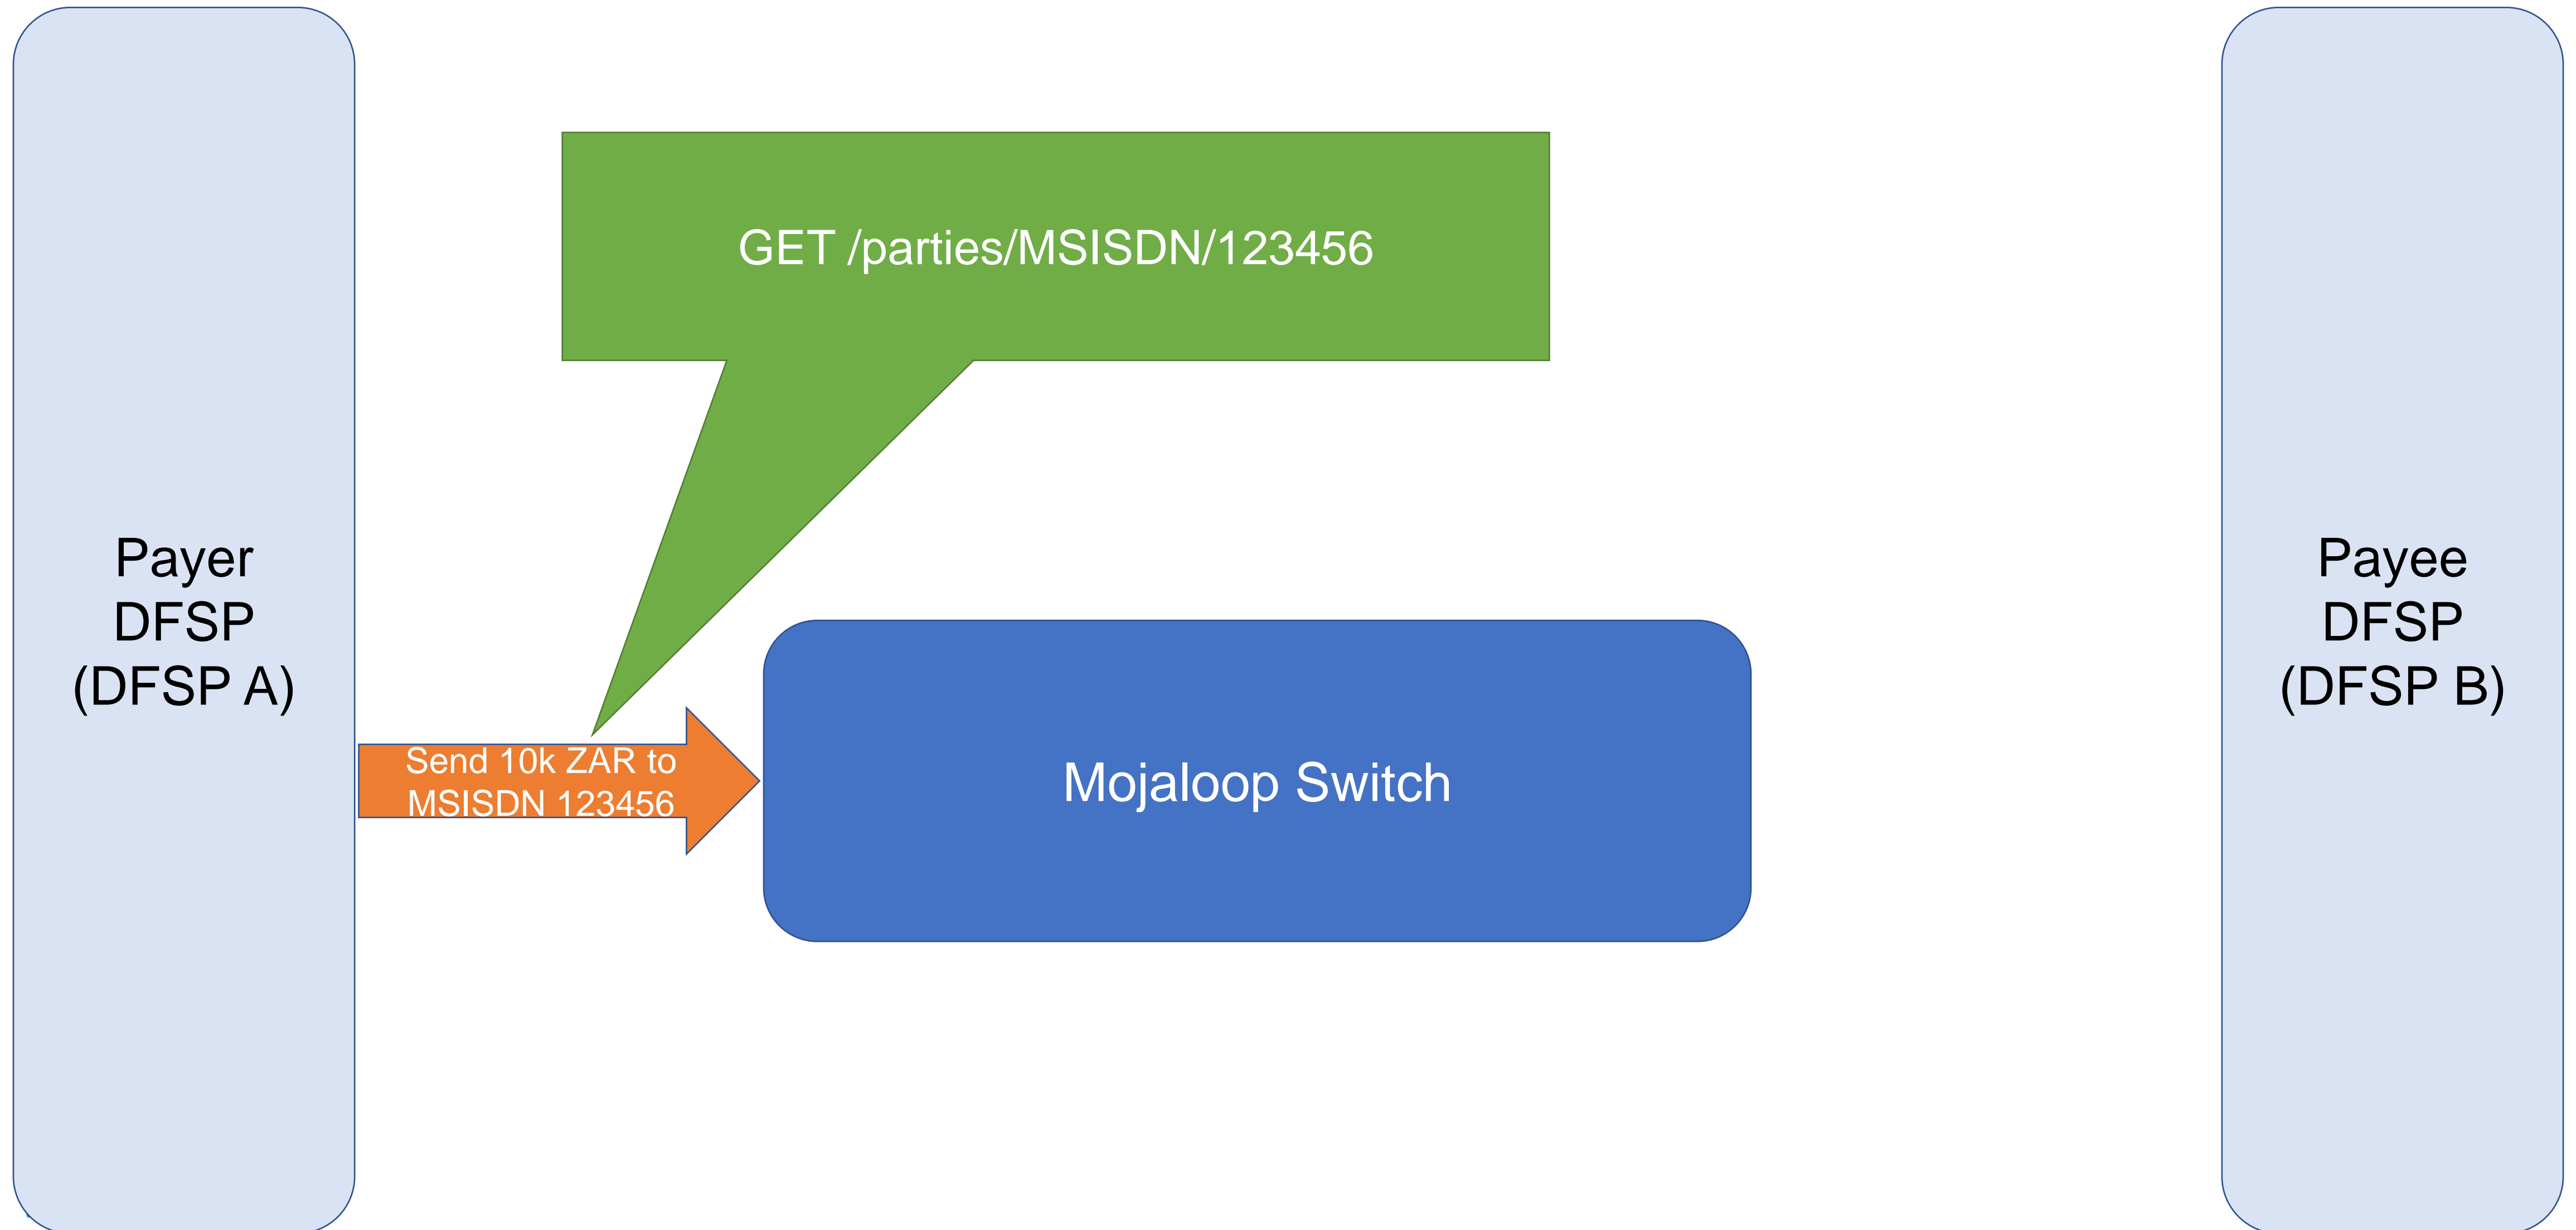 GET /parties/MSISDN/123456
Payer
DFSP
(DFSP A)
Send 10k ZAR to
MSISDN 123456
Mojaloop Switch
Payee
DFSP
(DFSP B)